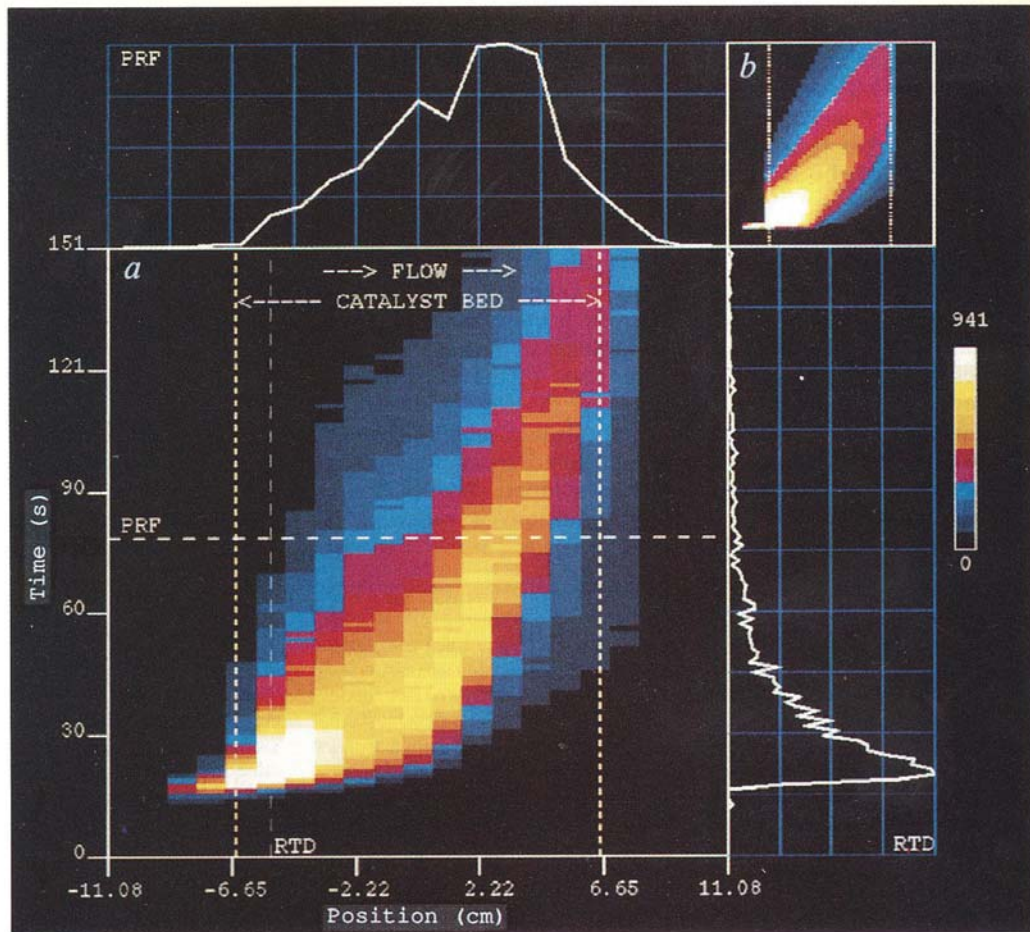 PRF
b
151
a
---> FLOW --->
<----- CATALYST BED ----->
941
121
90
PRF
0
Time (s)
60
30
0
RTD
RTD
-11.08
-6.65
-2.22
2.22
6.65
11.08
Position (cm)